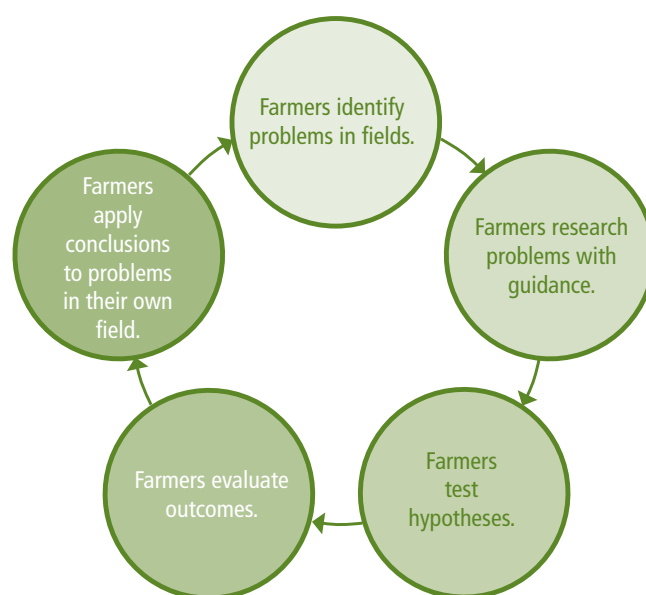 Farmers identify
problems in fields.
Farmers research
problems with
guidance.
Farmers
test
hypotheses.
Farmers evaluate
outcomes.
Farmers
apply
conclusions
to problems
in their own
field.